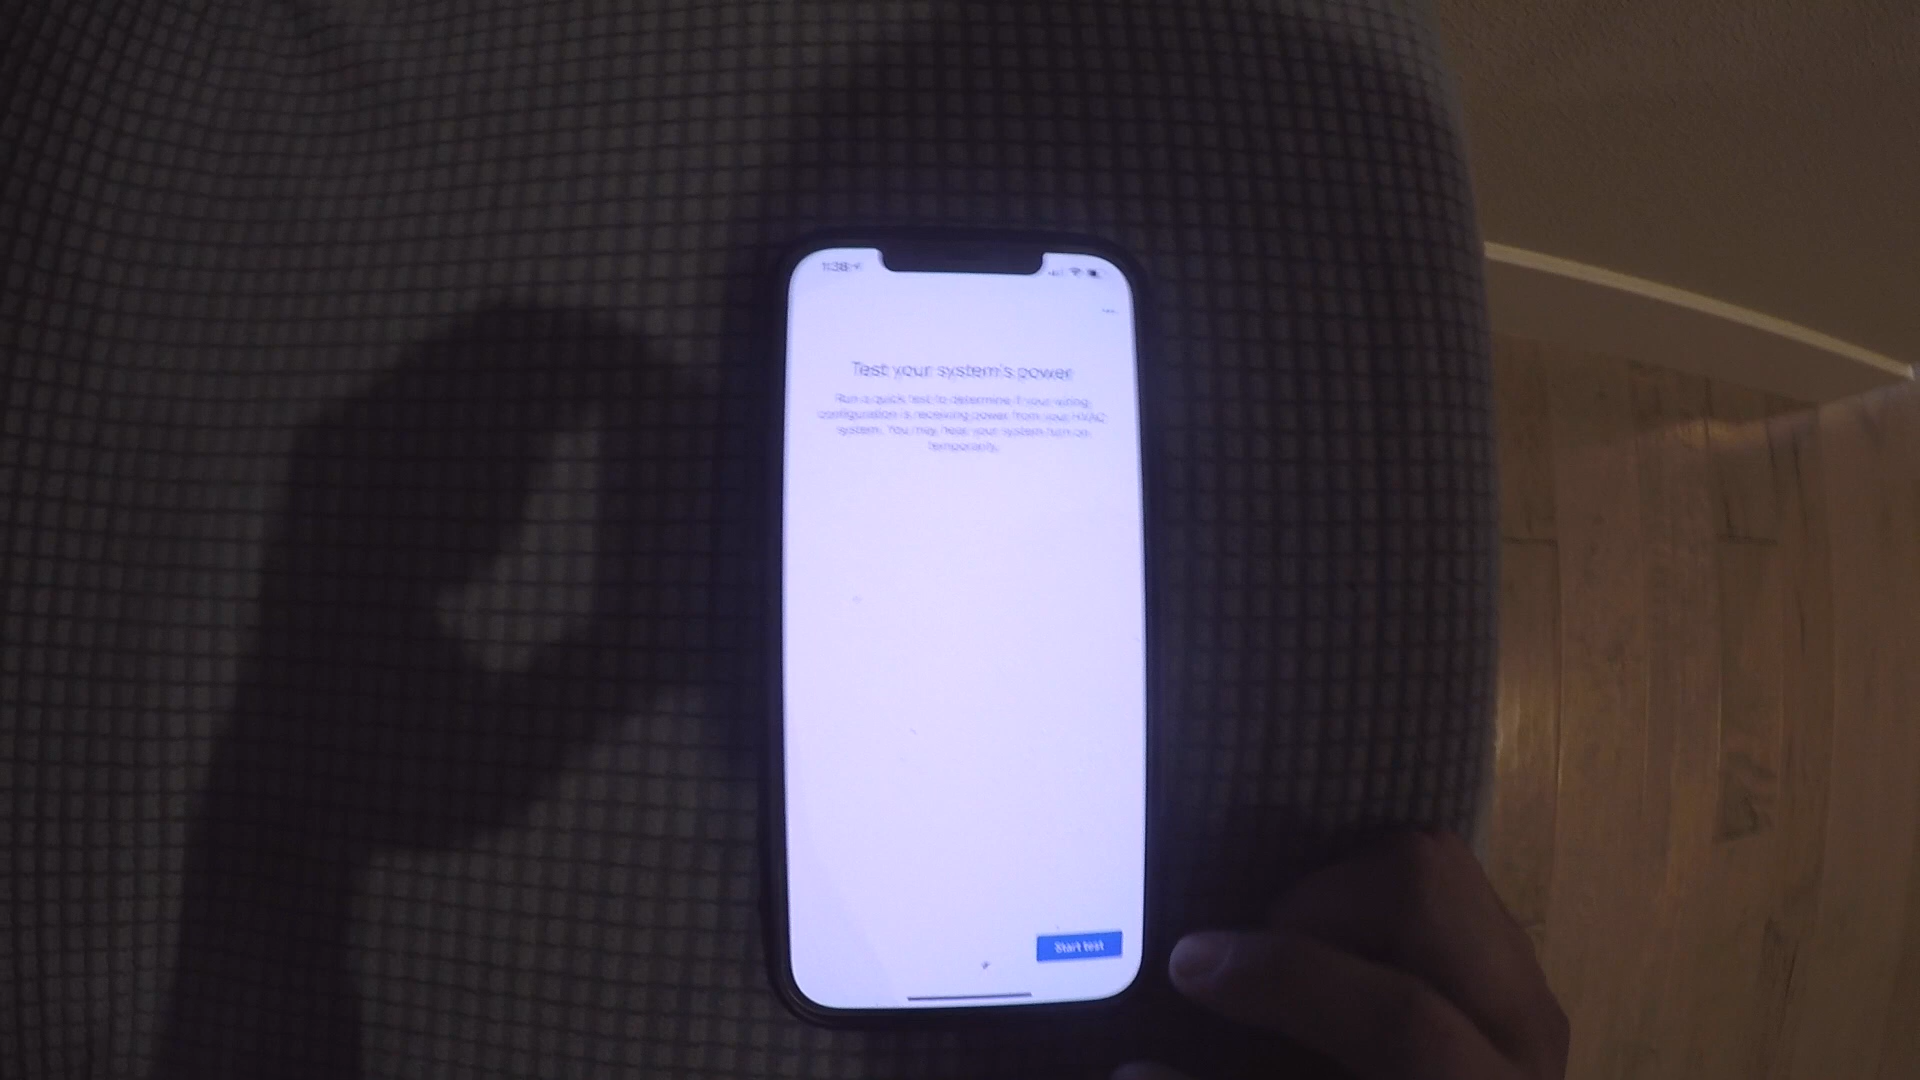 1:38
Test your system's power
Run a quick test to determine if your wiring
configuration is receiving power from your HVAC
system. You may hear your system turn on
temporarily.
Start test